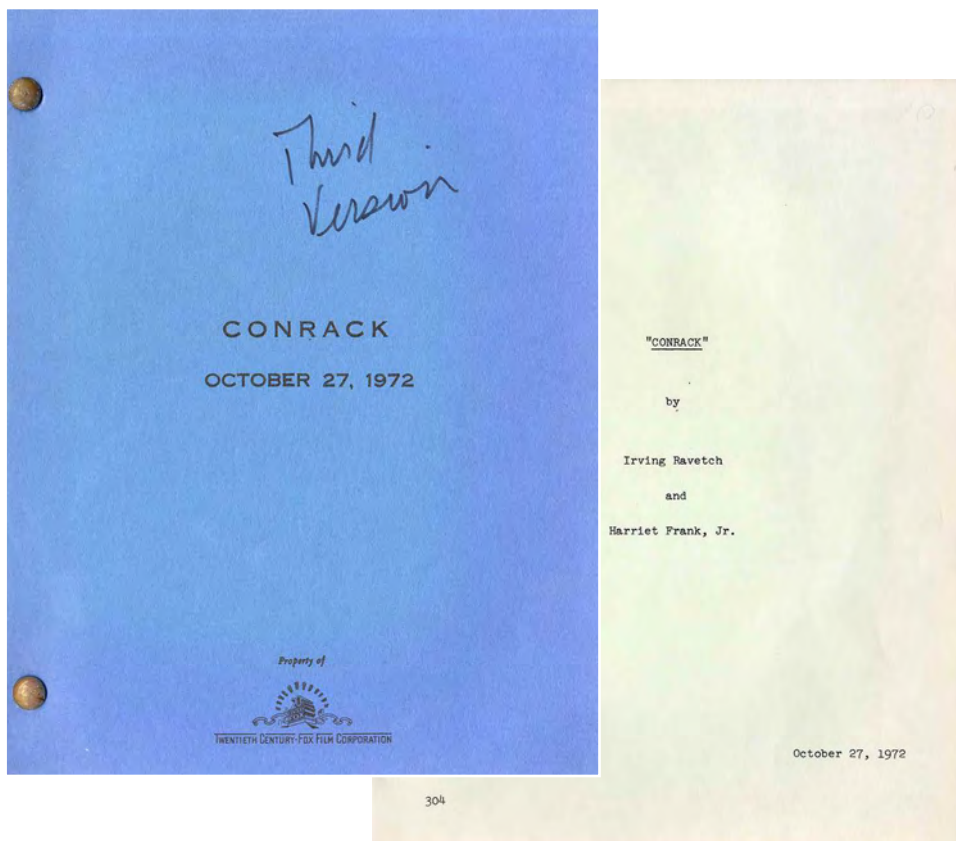 Third
Version
CONRACK
OCTOBER 27, 1972
Property of
TWENTIETH CENTURY-FOX FILM CORPORATION
"CONRACK"
by
Irving Ravetch
and
Harriet Frank, Jr.
October 27, 1972
304